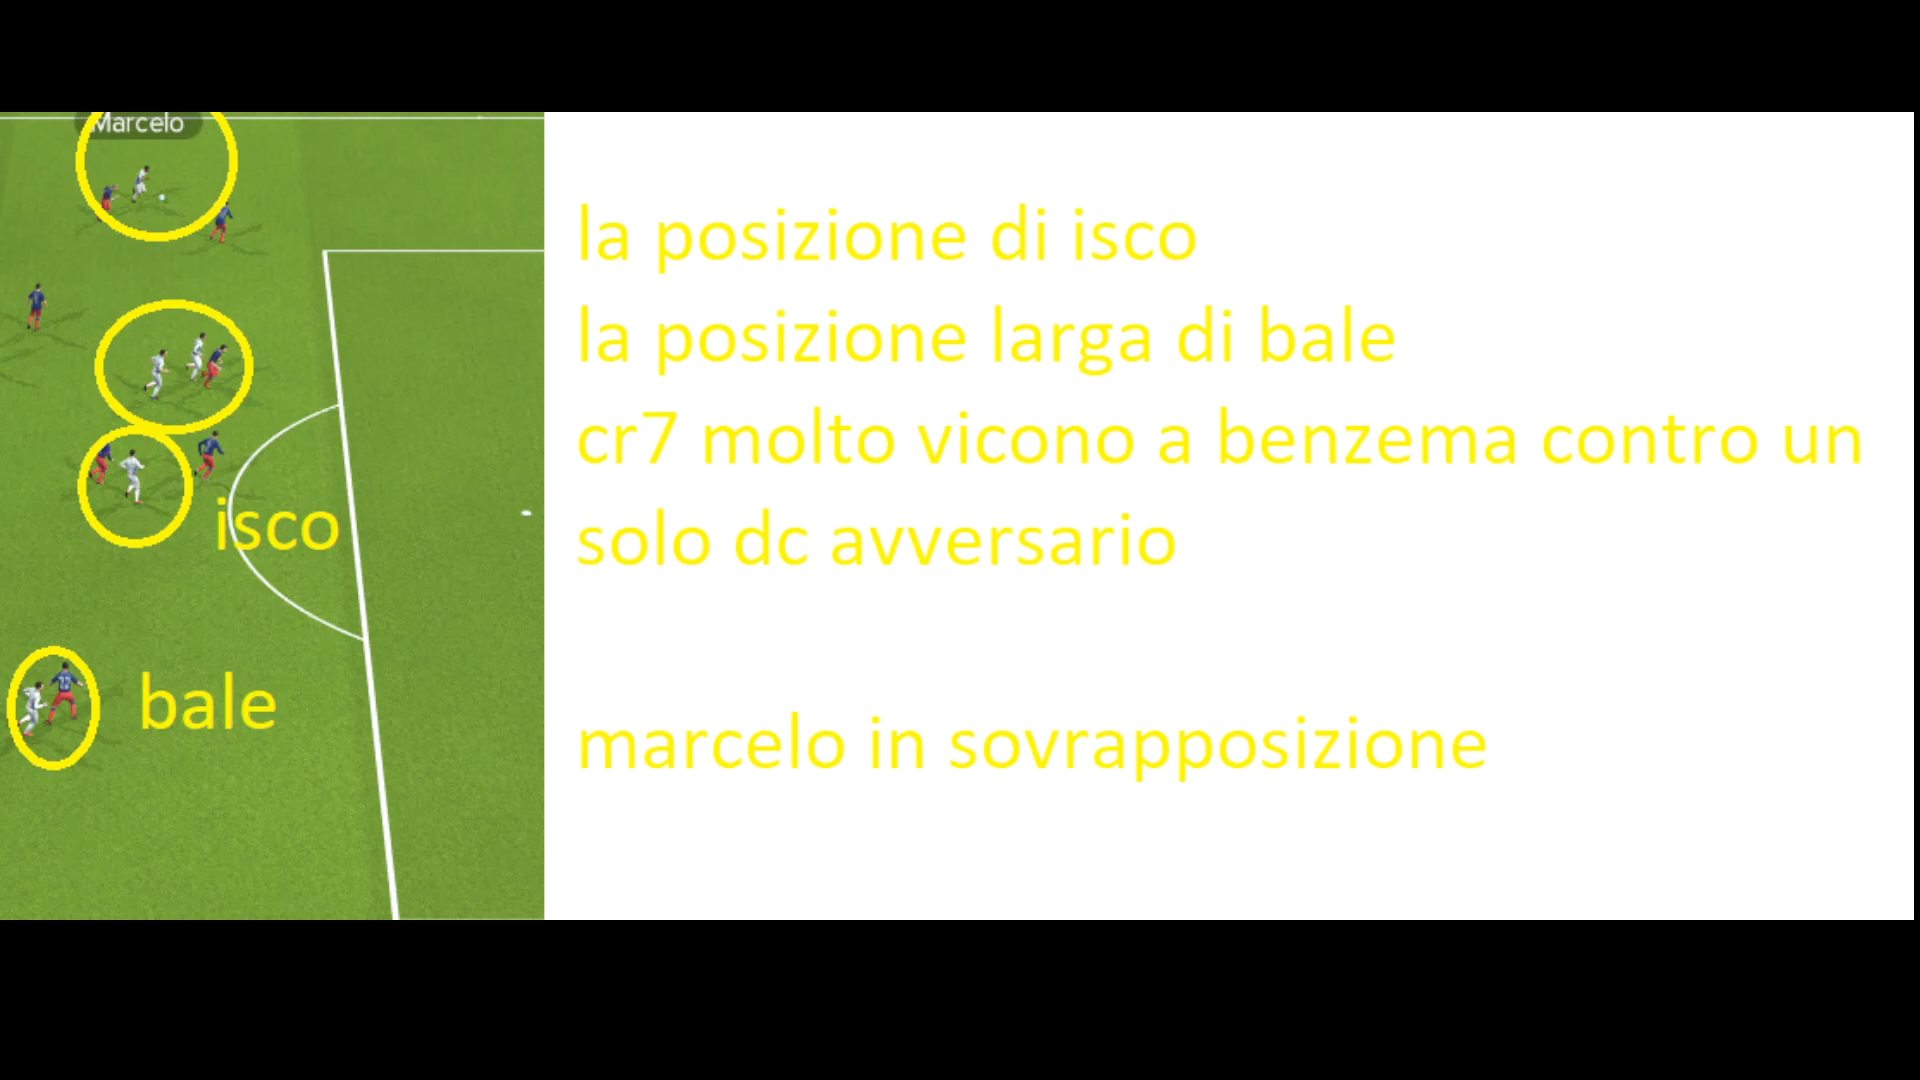 Marcelo
isco
bale
la posizione di isco
la posizione larga di bale
cr7 molto vicono a benzema contro un
solo dc avversario
marcelo in sovrapposizione